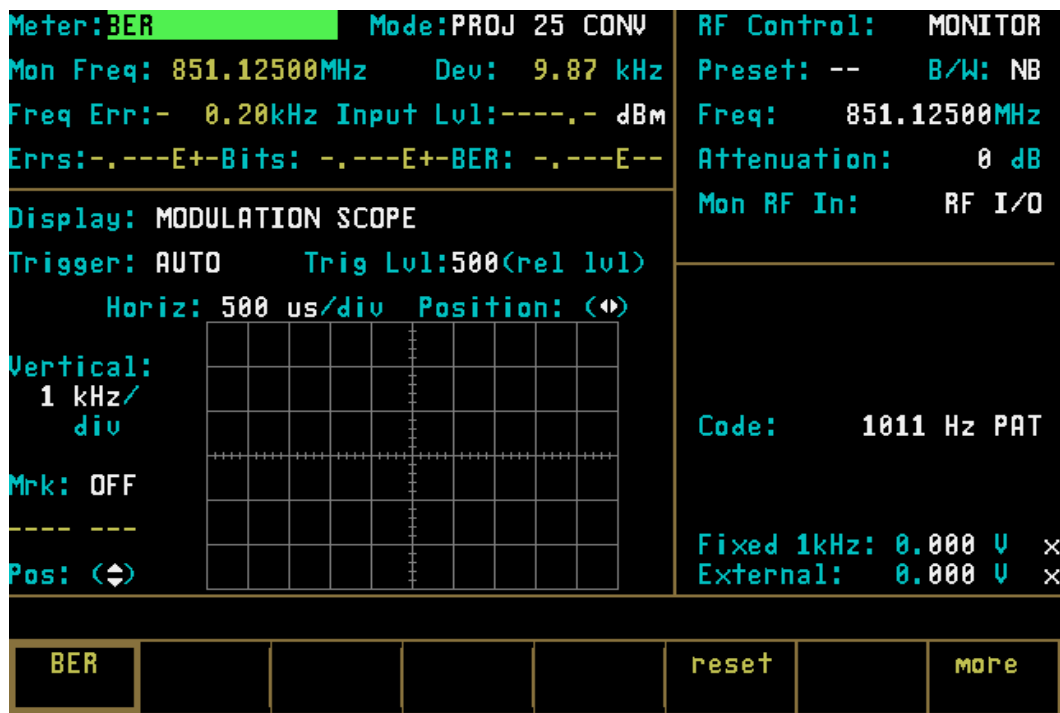 Meter:BER Mode:PROJ 25 CONV
Mon Freq: 851.12500MHz Dev: 9.87 kHz
Freq Err:- 0.20kHz Input Lvl:----.- dBm
Errs:-.---E+-Bits: -.---E+-BER: -.---E--
Display: MODULATION SCOPE
Trigger: AUTO Trig Lvl:500(rel lvl)
Horiz: 500 us/div Position: (◂▸)
Vertical:
1 kHz/
div
Mrk: OFF
---- ---
Pos: (▲▼)
RF Control: MONITOR
Preset: -- B/W: NB
Freq: 851.12500MHz
Attenuation: 0 dB
Mon RF In: RF I/O
Code: 1011 Hz PAT
Fixed 1kHz: 0.000 V x
External: 0.000 V x
BER reset more